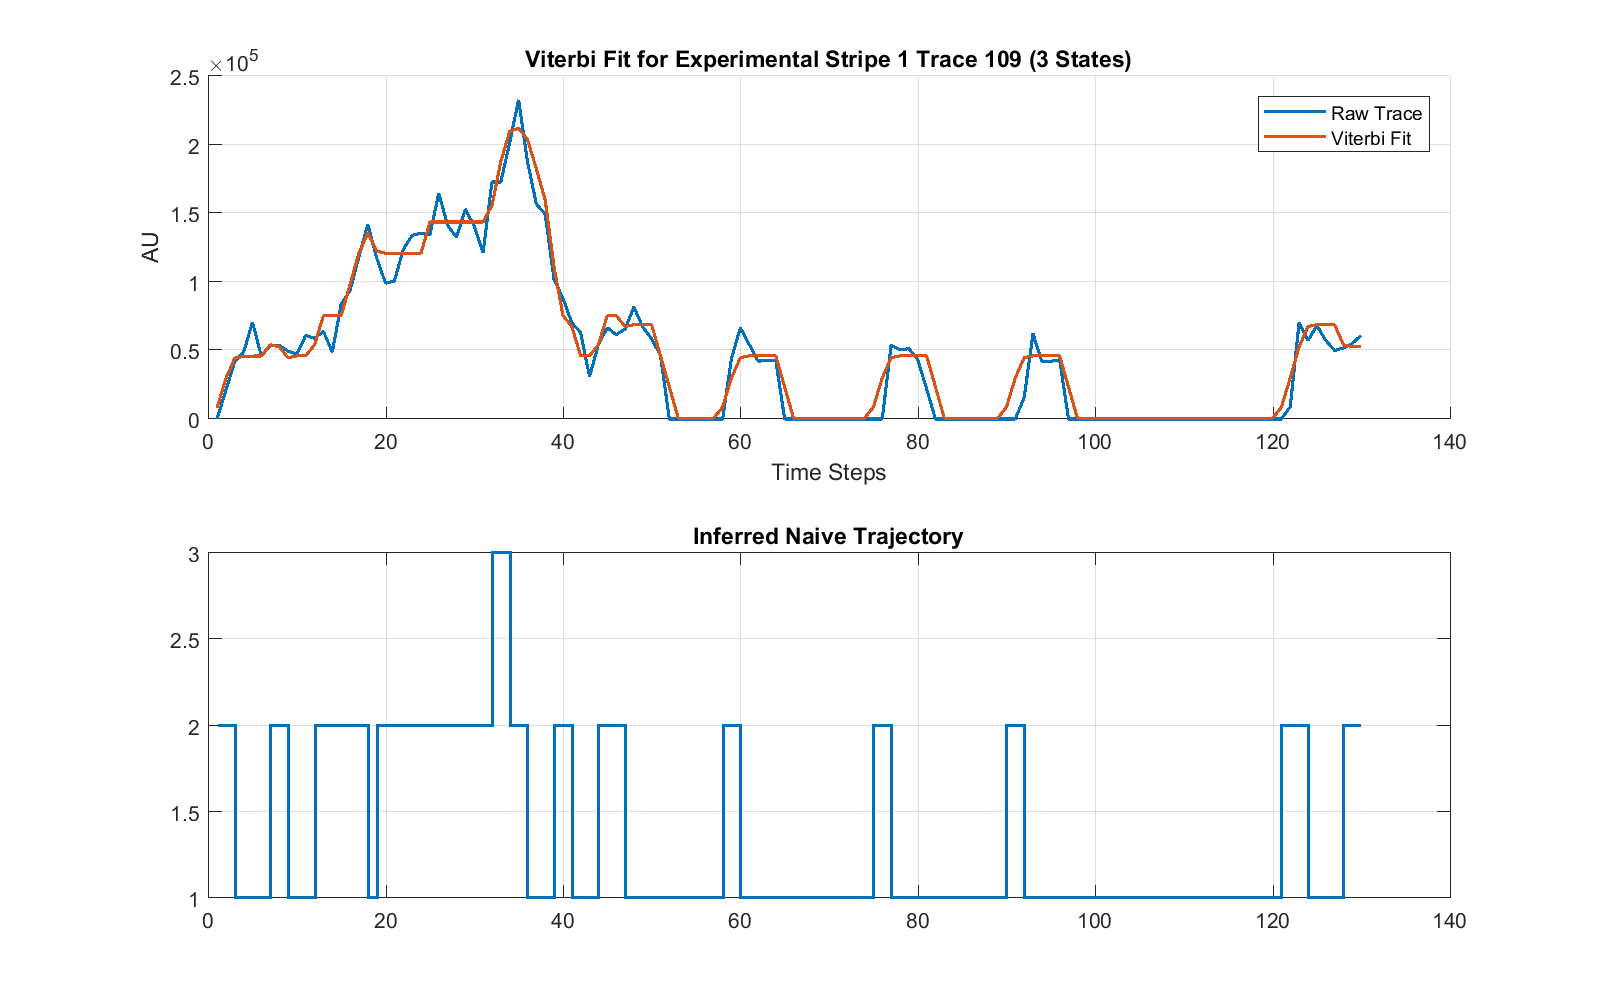 Viterbi Fit for Experimental Stripe 1 Trace 109 (3 States)
×10⁵
2.5
2
1.5
1
0.5
0
AU
Raw Trace
Viterbi Fit
0 20 40 60 80 100 120 140
Time Steps
Inferred Naive Trajectory
3
2.5
2
1.5
1
0 20 40 60 80 100 120 140